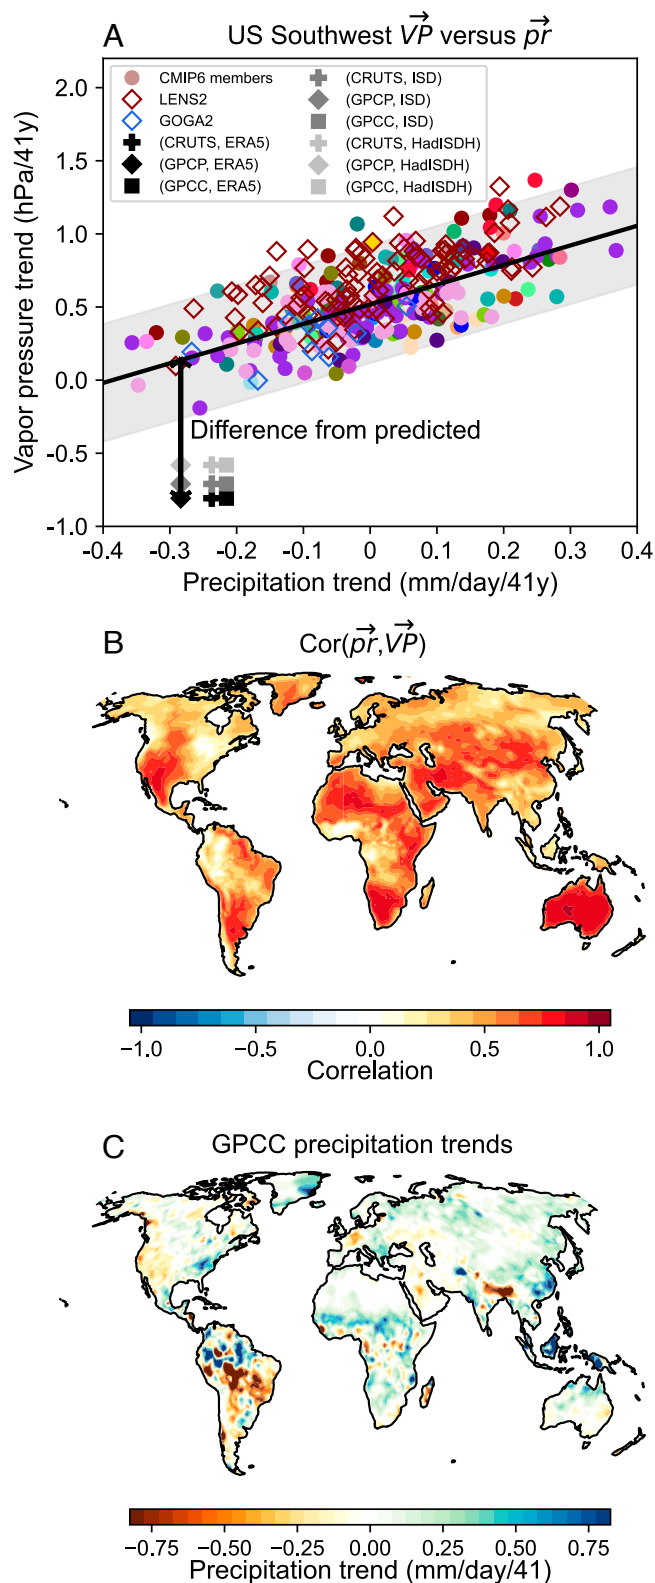 A
US Southwest VP versus pr
2.0
1.5
1.0
0.5
0.0
-0.5
-1.0
Vapor pressure trend (hPa/41y)
CMIP6 members
LENS2
GOGA2
(CRUTS, ERA5)
(GPCP, ERA5)
(GPCC, ERA5)
(CRUTS, ISD)
(GPCP, ISD)
(GPCC, ISD)
(CRUTS, HadISDH)
(GPCP, HadISDH)
(GPCC, HadISDH)
Difference from predicted
-0.4 -0.3 -0.2 -0.1 0 0.1 0.2 0.3 0.4
Precipitation trend (mm/day/41y)
B
Cor(pr,VP)
−1.0 −0.5 0.0 0.5 1.0
Correlation
C
GPCC precipitation trends
−0.75 −0.50 −0.25 0.00 0.25 0.50 0.75
Precipitation trend (mm/day/41)